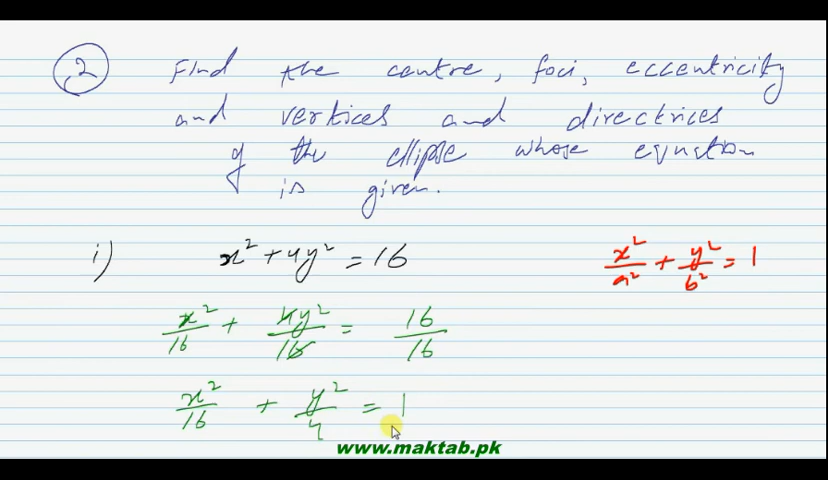 2 Find the centre, foci, eccentricity
and vertices and directrices
of the ellipse whose equation
is given.
i) x² + 4y² = 16 x²/a² + y²/b² = 1
x²/16 + 4y²/16 = 16/16
x²/16 + y²/4 = 1
www.maktab.pk